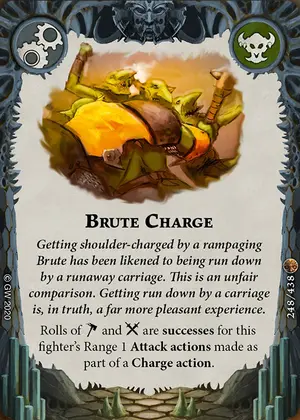 BRUTE CHARGE
Getting shoulder-charged by a rampaging
Brute has been likened to being run down
by a runaway carriage. This is an unfair
comparison. Getting run down by a carriage
is, in truth, a far more pleasant experience.
Rolls of and are successes for this
fighter's Range 1 Attack actions made as
part of a Charge action.
© GW 2020
248/438